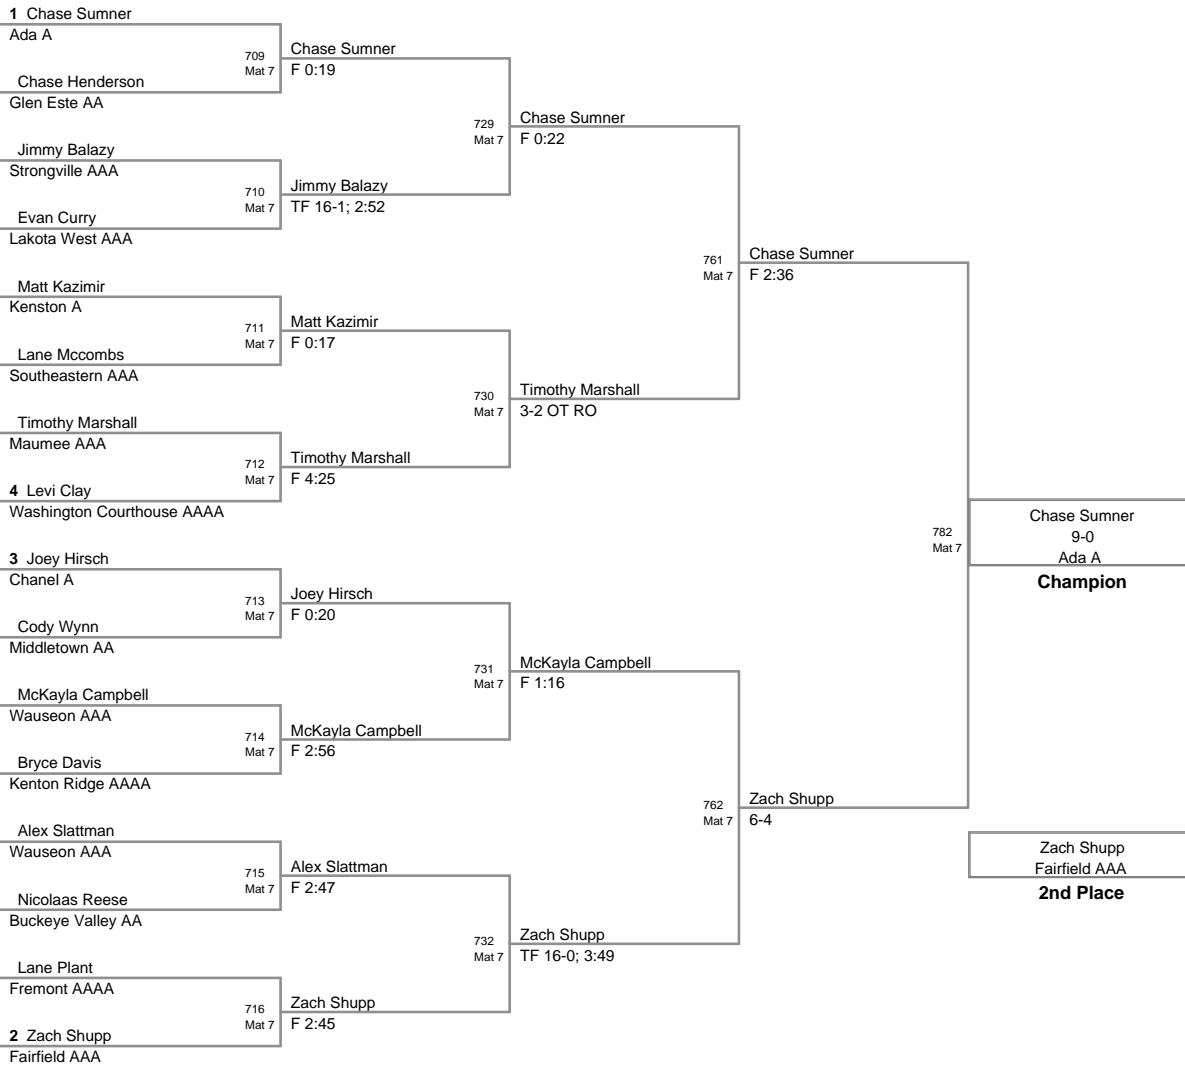 1 Chase Sumner
Ada A
709
Mat 7
Chase Henderson
Glen Este AA
Jimmy Balazy
Strongville AAA
710
Mat 7
Evan Curry
Lakota West AAA
Matt Kazimir
Kenston A
711
Mat 7
Lane Mccombs
Southeastern AAA
Timothy Marshall
Maumee AAA
712
Mat 7
4 Levi Clay
Washington Courthouse AAAA
3 Joey Hirsch
Chanel A
713
Mat 7
Cody Wynn
Middletown AA
McKayla Campbell
Wauseon AAA
714
Mat 7
Bryce Davis
Kenton Ridge AAAA
Alex Slattman
Wauseon AAA
715
Mat 7
Nicolaas Reese
Buckeye Valley AA
Lane Plant
Fremont AAAA
716
Mat 7
2 Zach Shupp
Fairfield AAA
Chase Sumner
F 0:19
729
Mat 7
Jimmy Balazy
TF 16-1; 2:52
Matt Kazimir
F 0:17
730
Mat 7
Timothy Marshall
F 4:25
Joey Hirsch
F 0:20
731
Mat 7
McKayla Campbell
F 2:56
Alex Slattman
F 2:47
732
Mat 7
Zach Shupp
F 2:45
Chase Sumner
F 0:22
761
Mat 7
Timothy Marshall
3-2 OT RO
McKayla Campbell
F 1:16
762
Mat 7
Zach Shupp
TF 16-0; 3:49
Chase Sumner
F 2:36
782
Mat 7
Zach Shupp
6-4
Chase Sumner
9-0
Ada A
Champion
Zach Shupp
Fairfield AAA
2nd Place